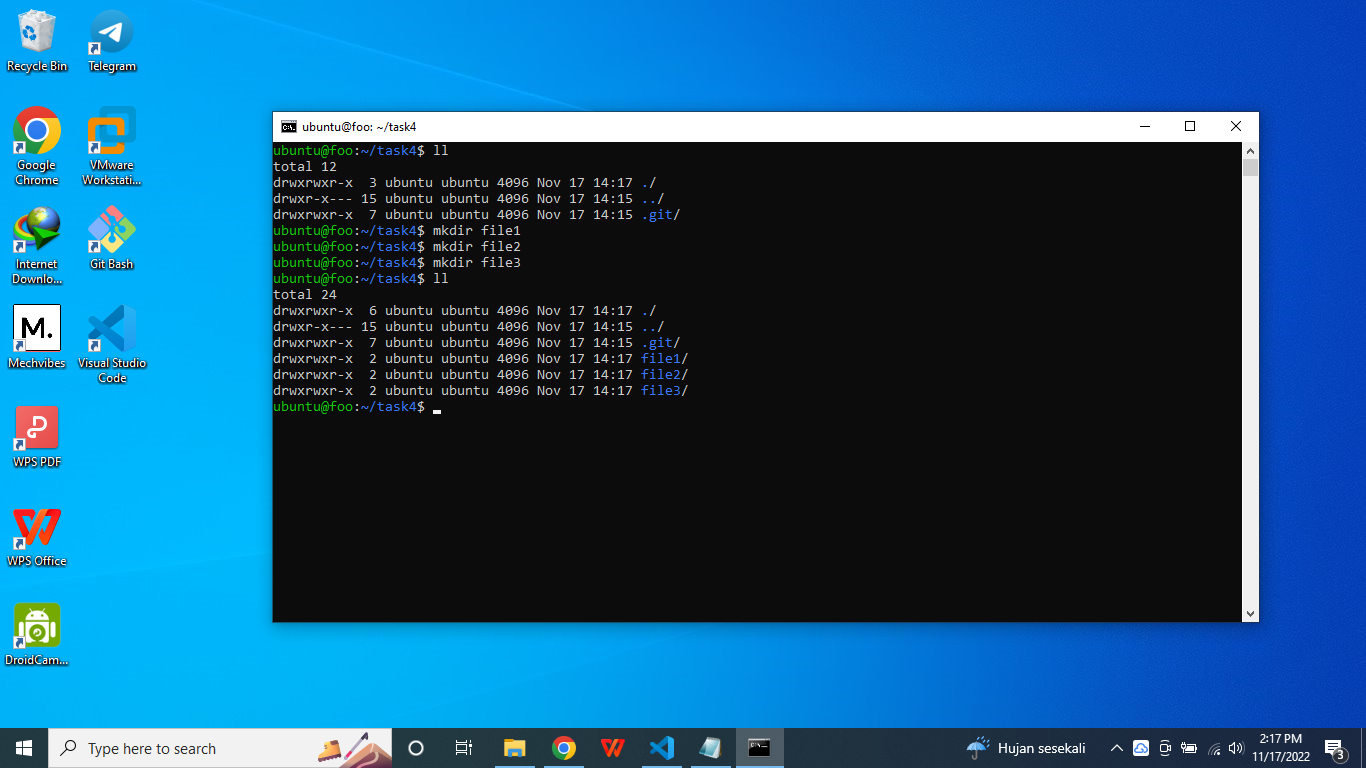 Recycle Bin
Telegram
Google Chrome
VMware Workstati...
Internet Downlo...
Git Bash
M.
Mechvibes
Visual Studio Code
WPS PDF
WPS Office
DroidCam...
ubuntu@foo: ~/task4
ubuntu@foo:~/task4$ ll
total 12
drwxrwxr-x  3 ubuntu ubuntu 4096 Nov 17 14:17 ./
drwxr-x--- 15 ubuntu ubuntu 4096 Nov 17 14:15 ../
drwxrwxr-x  7 ubuntu ubuntu 4096 Nov 17 14:15 .git/
ubuntu@foo:~/task4$ mkdir file1
ubuntu@foo:~/task4$ mkdir file2
ubuntu@foo:~/task4$ mkdir file3
ubuntu@foo:~/task4$ ll
total 24
drwxrwxr-x  6 ubuntu ubuntu 4096 Nov 17 14:17 ./
drwxr-x--- 15 ubuntu ubuntu 4096 Nov 17 14:15 ../
drwxrwxr-x  7 ubuntu ubuntu 4096 Nov 17 14:15 .git/
drwxrwxr-x  2 ubuntu ubuntu 4096 Nov 17 14:17 file1/
drwxrwxr-x  2 ubuntu ubuntu 4096 Nov 17 14:17 file2/
drwxrwxr-x  2 ubuntu ubuntu 4096 Nov 17 14:17 file3/
ubuntu@foo:~/task4$
Type here to search
Hujan sesekali
2:17 PM
11/17/2022
3